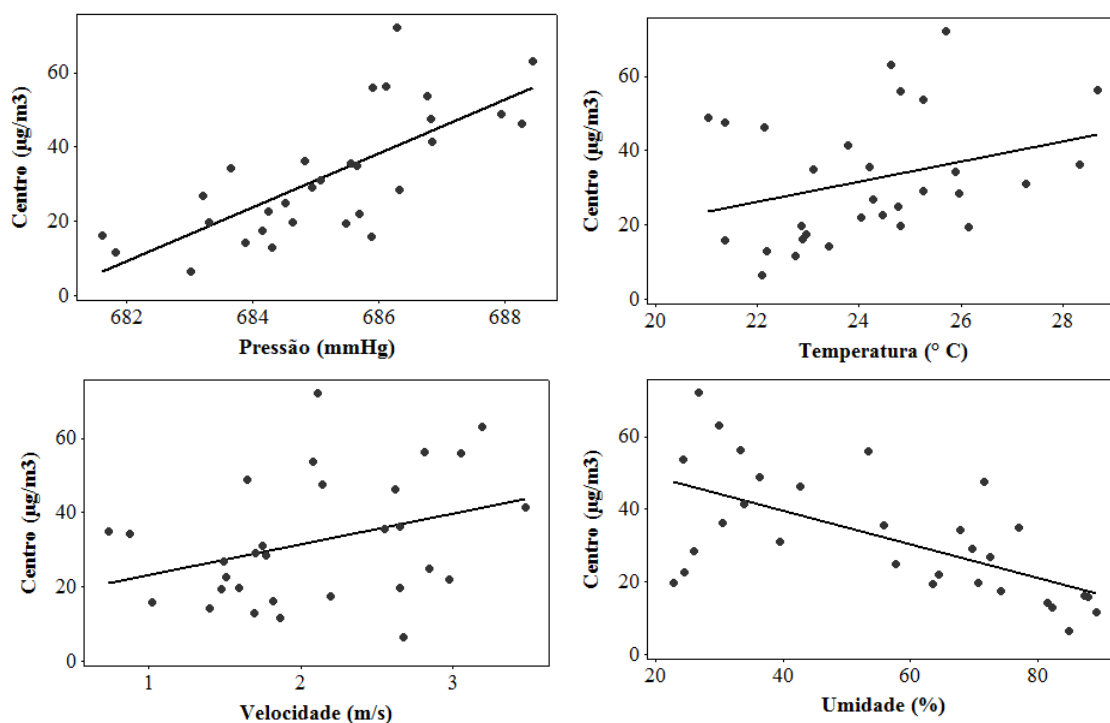 Centro (µg/m3)
60
40
20
0
682 684 686 688
Pressão (mmHg)
Centro (µg/m3)
60
40
20
0
20 22 24 26 28
Temperatura (° C)
Centro (µg/m3)
60
40
20
0
1 2 3
Velocidade (m/s)
Centro (µg/m3)
60
40
20
0
20 40 60 80
Umidade (%)